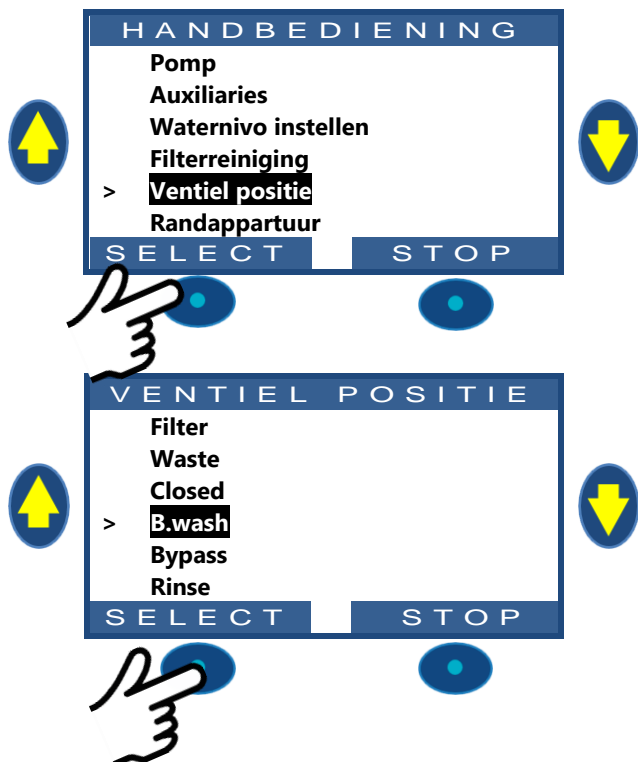 HANDBEDIENING
Pomp
Auxiliaries
Waternivo instellen
Filterreiniging
> Ventiel positie
Randappartuur
SELECT STOP
VENTIEL POSITIE
Filter
Waste
Closed
> B.wash
Bypass
Rinse
SELECT STOP